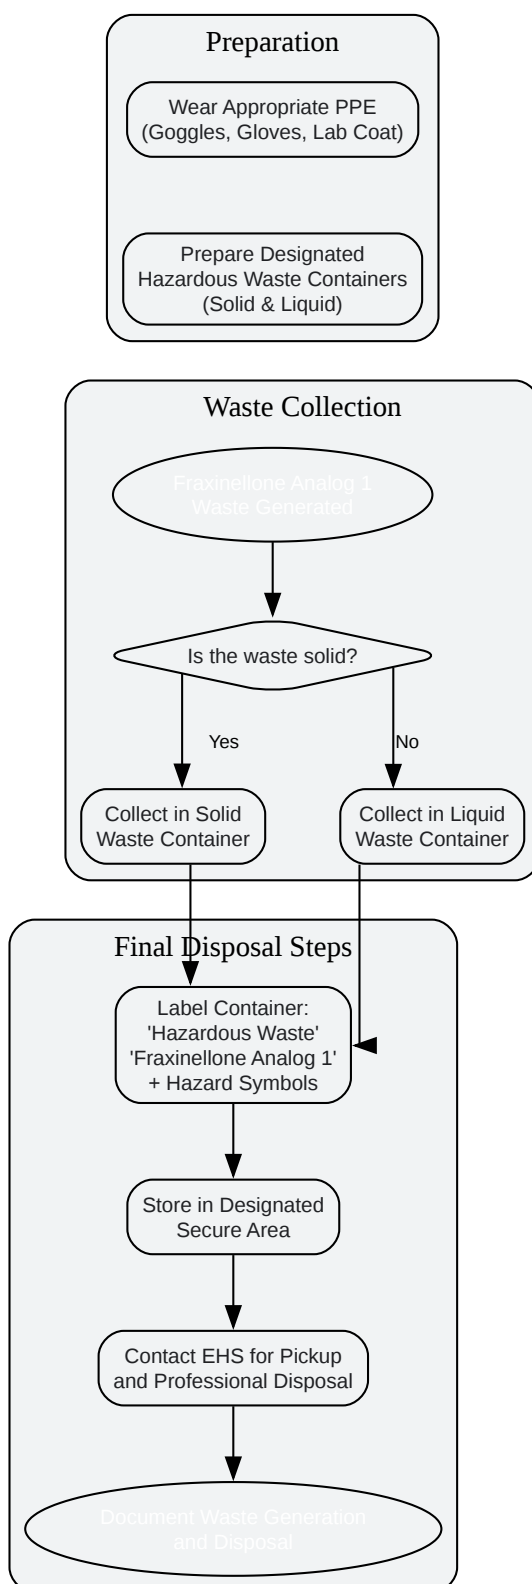 Preparation
Wear Appropriate PPE
(Goggles, Gloves, Lab Coat)
Prepare Designated
Hazardous Waste Containers
(Solid & Liquid)
Waste Collection
Fraxinellone Analog 1
Waste Generated
Is the waste solid?
Yes
No
Collect in Solid
Waste Container
Collect in Liquid
Waste Container
Final Disposal Steps
Label Container:
'Hazardous Waste'
'Fraxinellone Analog 1'
+ Hazard Symbols
Store in Designated
Secure Area
Contact EHS for Pickup
and Professional Disposal
Document Waste Generation
and Disposal